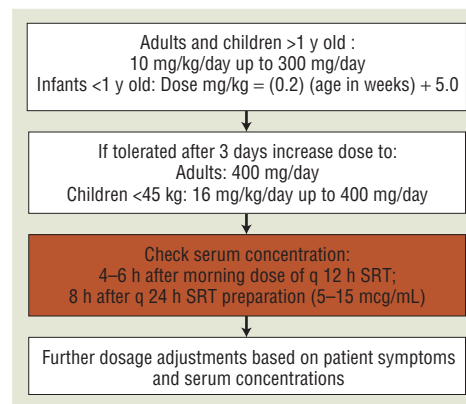 Adults and children >1 y old :
10 mg/kg/day up to 300 mg/day
Infants <1 y old: Dose mg/kg = (0.2) (age in weeks) + 5.0
If tolerated after 3 days increase dose to:
Adults: 400 mg/day
Children <45 kg: 16 mg/kg/day up to 400 mg/day
Check serum concentration:
4–6 h after morning dose of q 12 h SRT;
8 h after q 24 h SRT preparation (5–15 mcg/mL)
Further dosage adjustments based on patient symptoms
and serum concentrations